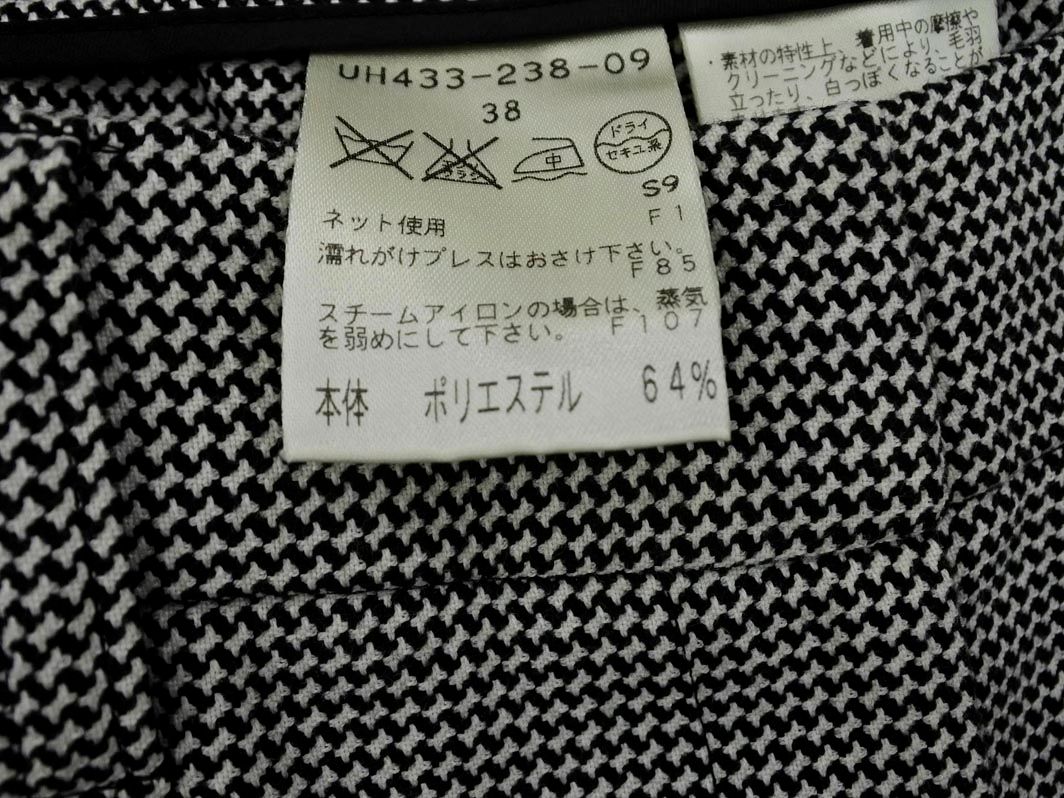 UH433-238-09
38
中
ドライ
セキユ系
S9
ネット使用 F1
濡れがけプレスはおさけ下さい。
F85
スチームアイロンの場合は、蒸気
を弱めにして下さい。 F107
本体 ポリエステル 64%
・素材の特性上、着用中の摩擦や
クリーニングなどにより、毛羽
立ったり、白っぽくなることが